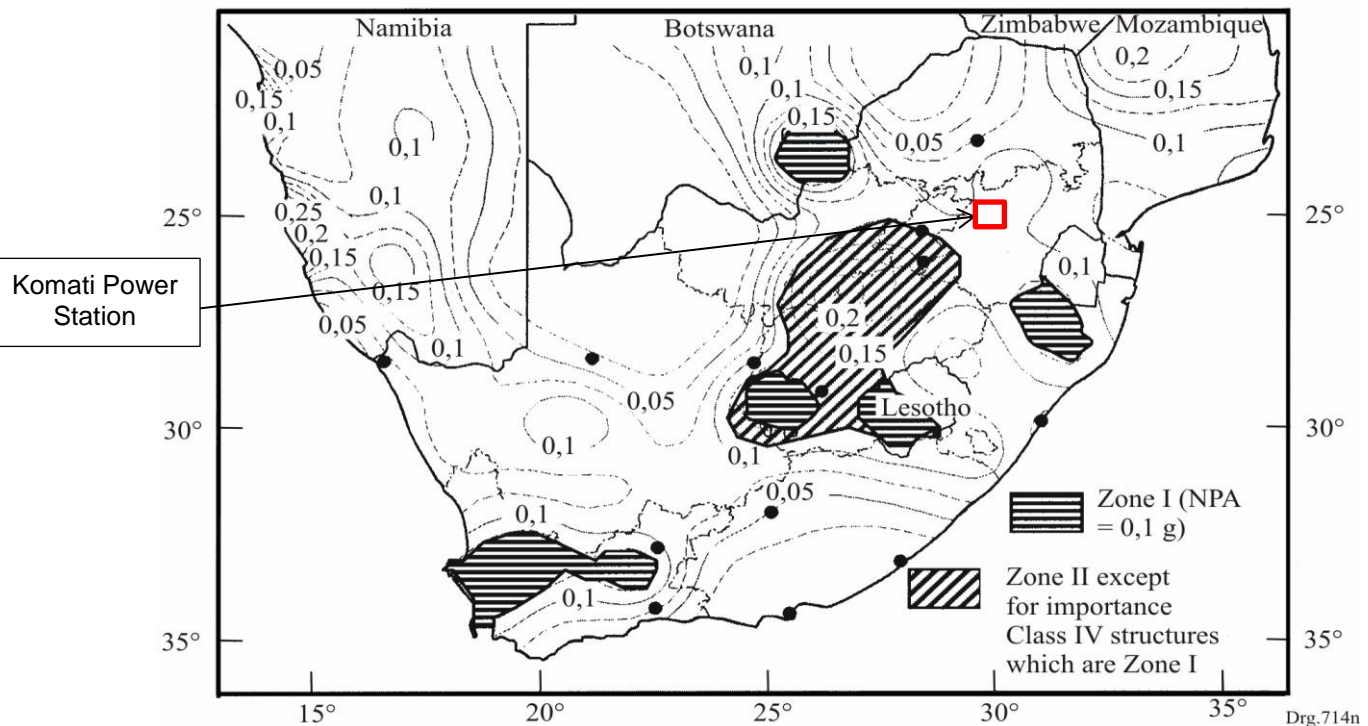 Namibia
Botswana
Zimbabwe
Mozambique
0,05
0,15
0,1
0,1
0,1
0,25
0,2
0,15
0,15
0,05
0,1
0,1
0,1
0,15
0,05
0,2
0,15
0,1
0,1
0,2
0,15
0,05
0,1
0,1
0,05
0,1
0,1
Lesotho
25°
30°
35°
25°
30°
35°
15°
20°
25°
30°
35°
Komati Power
Station
Zone I (NPA
= 0,1 g)
Zone II except
for importance
Class IV structures
which are Zone I
Drg.714n